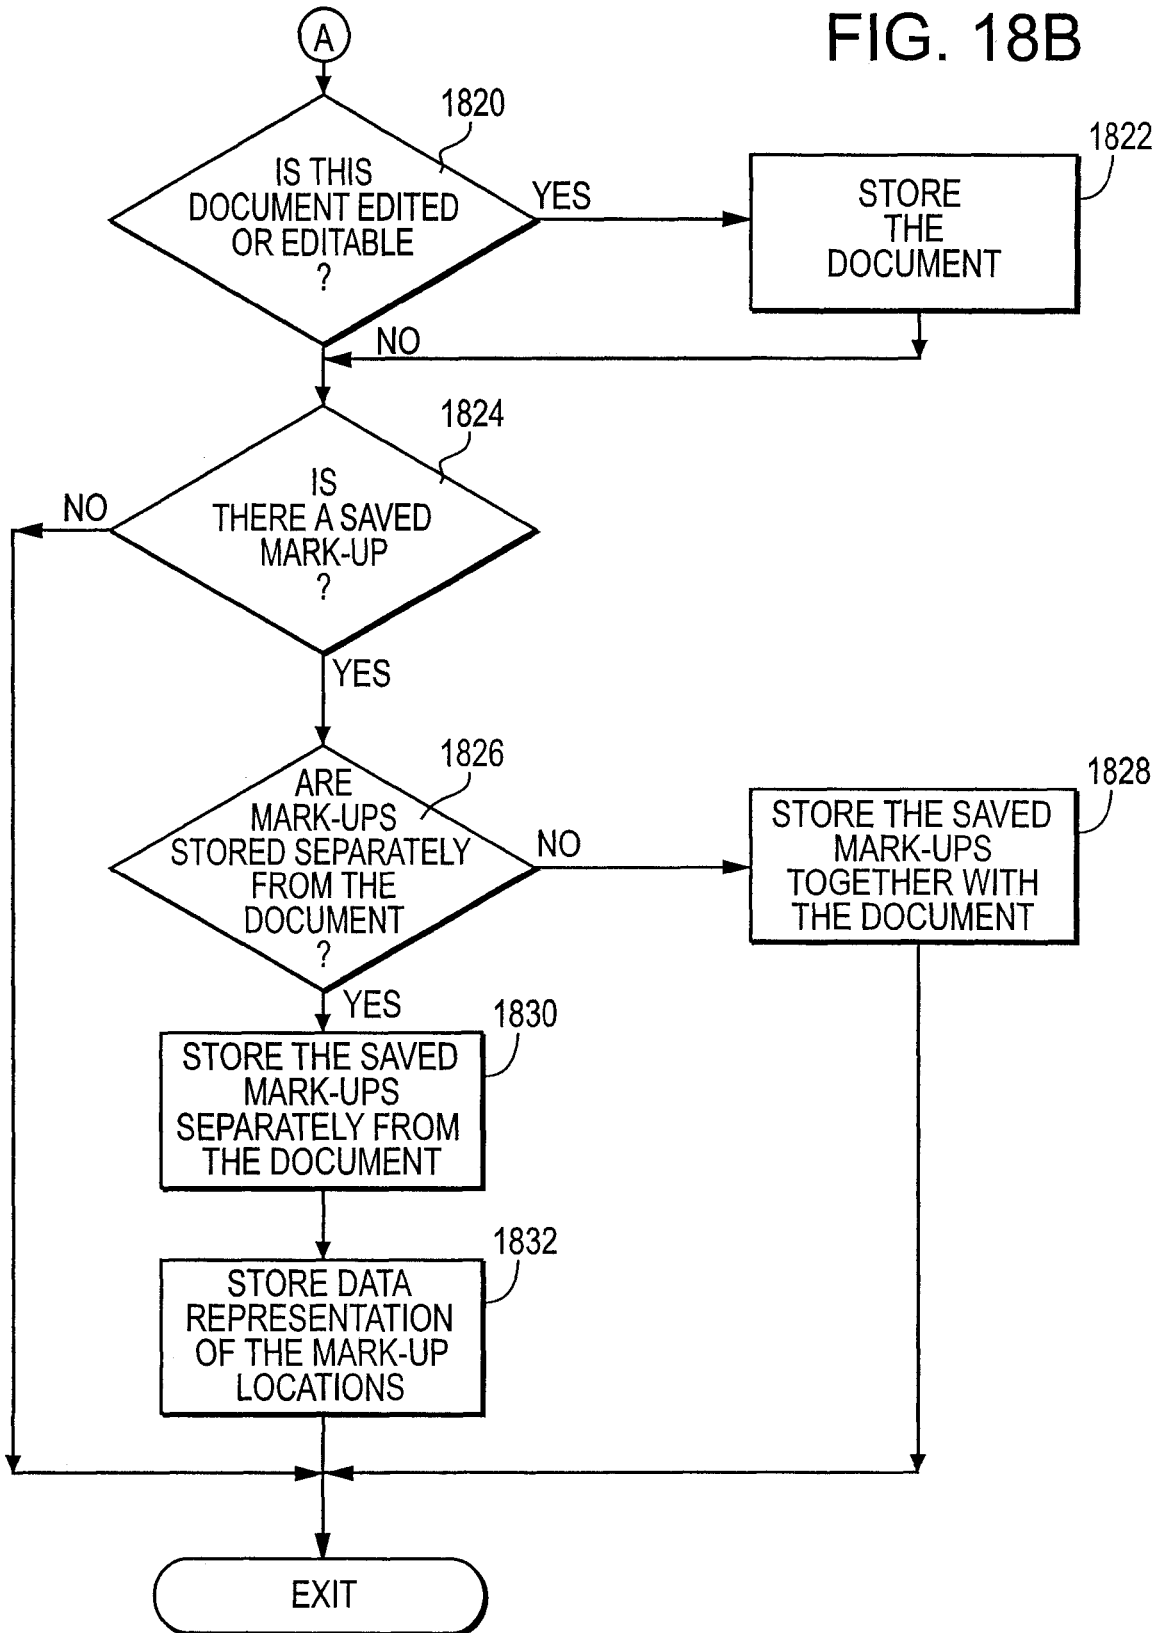 FIG. 18B
A
1820
IS THIS
DOCUMENT EDITED
OR EDITABLE
?
YES
1822
STORE
THE
DOCUMENT
NO
1824
IS
THERE A SAVED
MARK-UP
?
NO
YES
1826
ARE
MARK-UPS
STORED SEPARATELY
FROM THE
DOCUMENT
?
NO
1828
STORE THE SAVED
MARK-UPS
TOGETHER WITH
THE DOCUMENT
YES
1830
STORE THE SAVED
MARK-UPS
SEPARATELY FROM
THE DOCUMENT
1832
STORE DATA
REPRESENTATION
OF THE MARK-UP
LOCATIONS
EXIT